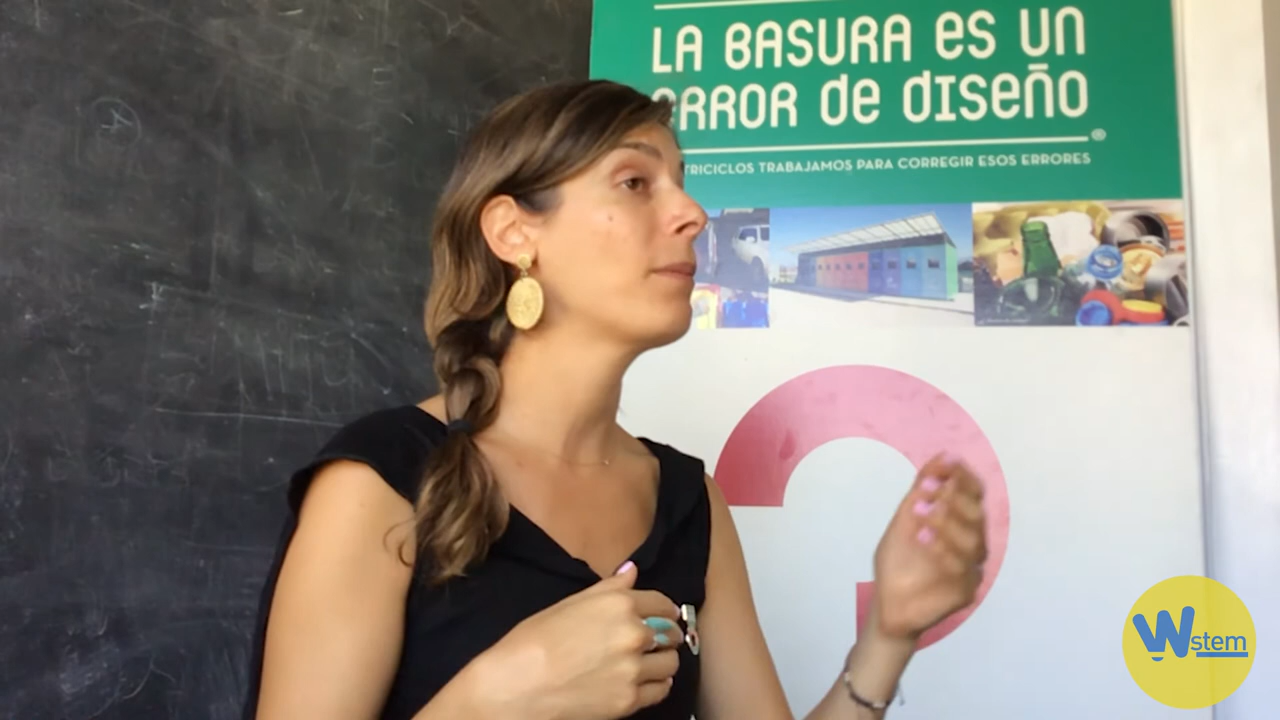 LA BASURA es UN
eRROR de DISeÑO
®
TRICICLOS TRABAJAMOS PARA CORREGIR ESOS ERRORES
?
Wstem